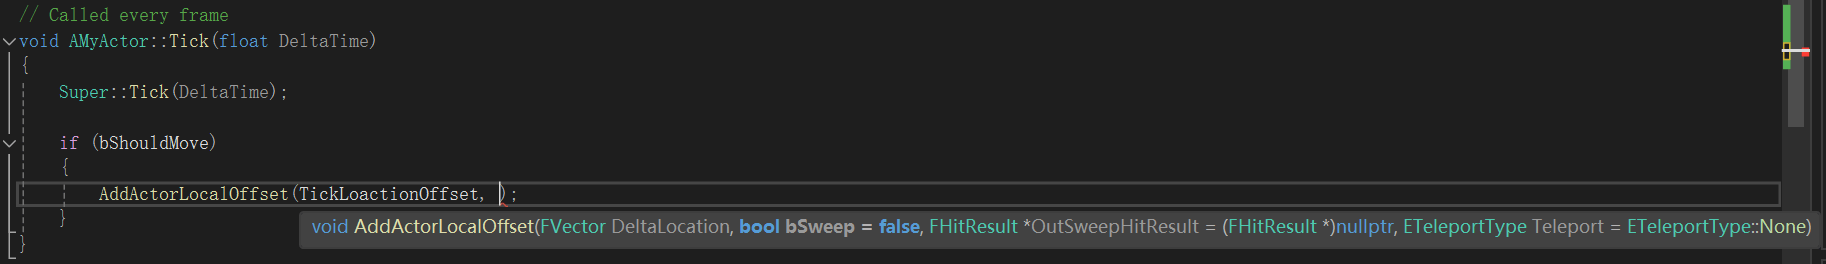 // Called every frame
void AMyActor::Tick(float DeltaTime)
{
Super::Tick(DeltaTime);
if (bShouldMove)
{
AddActorLocalOffset(TickLoactionOffset, );
}
void AddActorLocalOffset(FVector DeltaLocation, bool bSweep = false, FHitResult *OutSweepHitResult = (FHitResult *)nullptr, ETeleportType Teleport = ETeleportType::None)
}